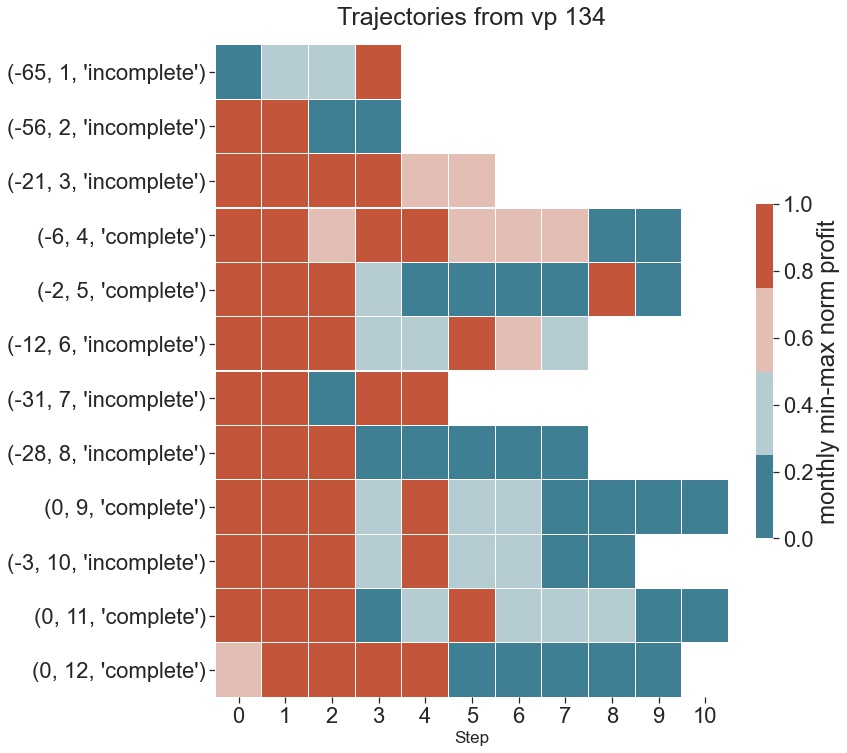 Trajectories from vp 134
(-65, 1, 'incomplete')
(-56, 2, 'incomplete')
(-21, 3, 'incomplete')
(-6, 4, 'complete')
(-2, 5, 'complete')
(-12, 6, 'incomplete')
(-31, 7, 'incomplete')
(-28, 8, 'incomplete')
(0, 9, 'complete')
(-3, 10, 'incomplete')
(0, 11, 'complete')
(0, 12, 'complete')
0 1 2 3 4 5 6 7 8 9 10
Step
1.0
0.8
0.6
0.4
0.2
0.0
monthly min-max norm profit